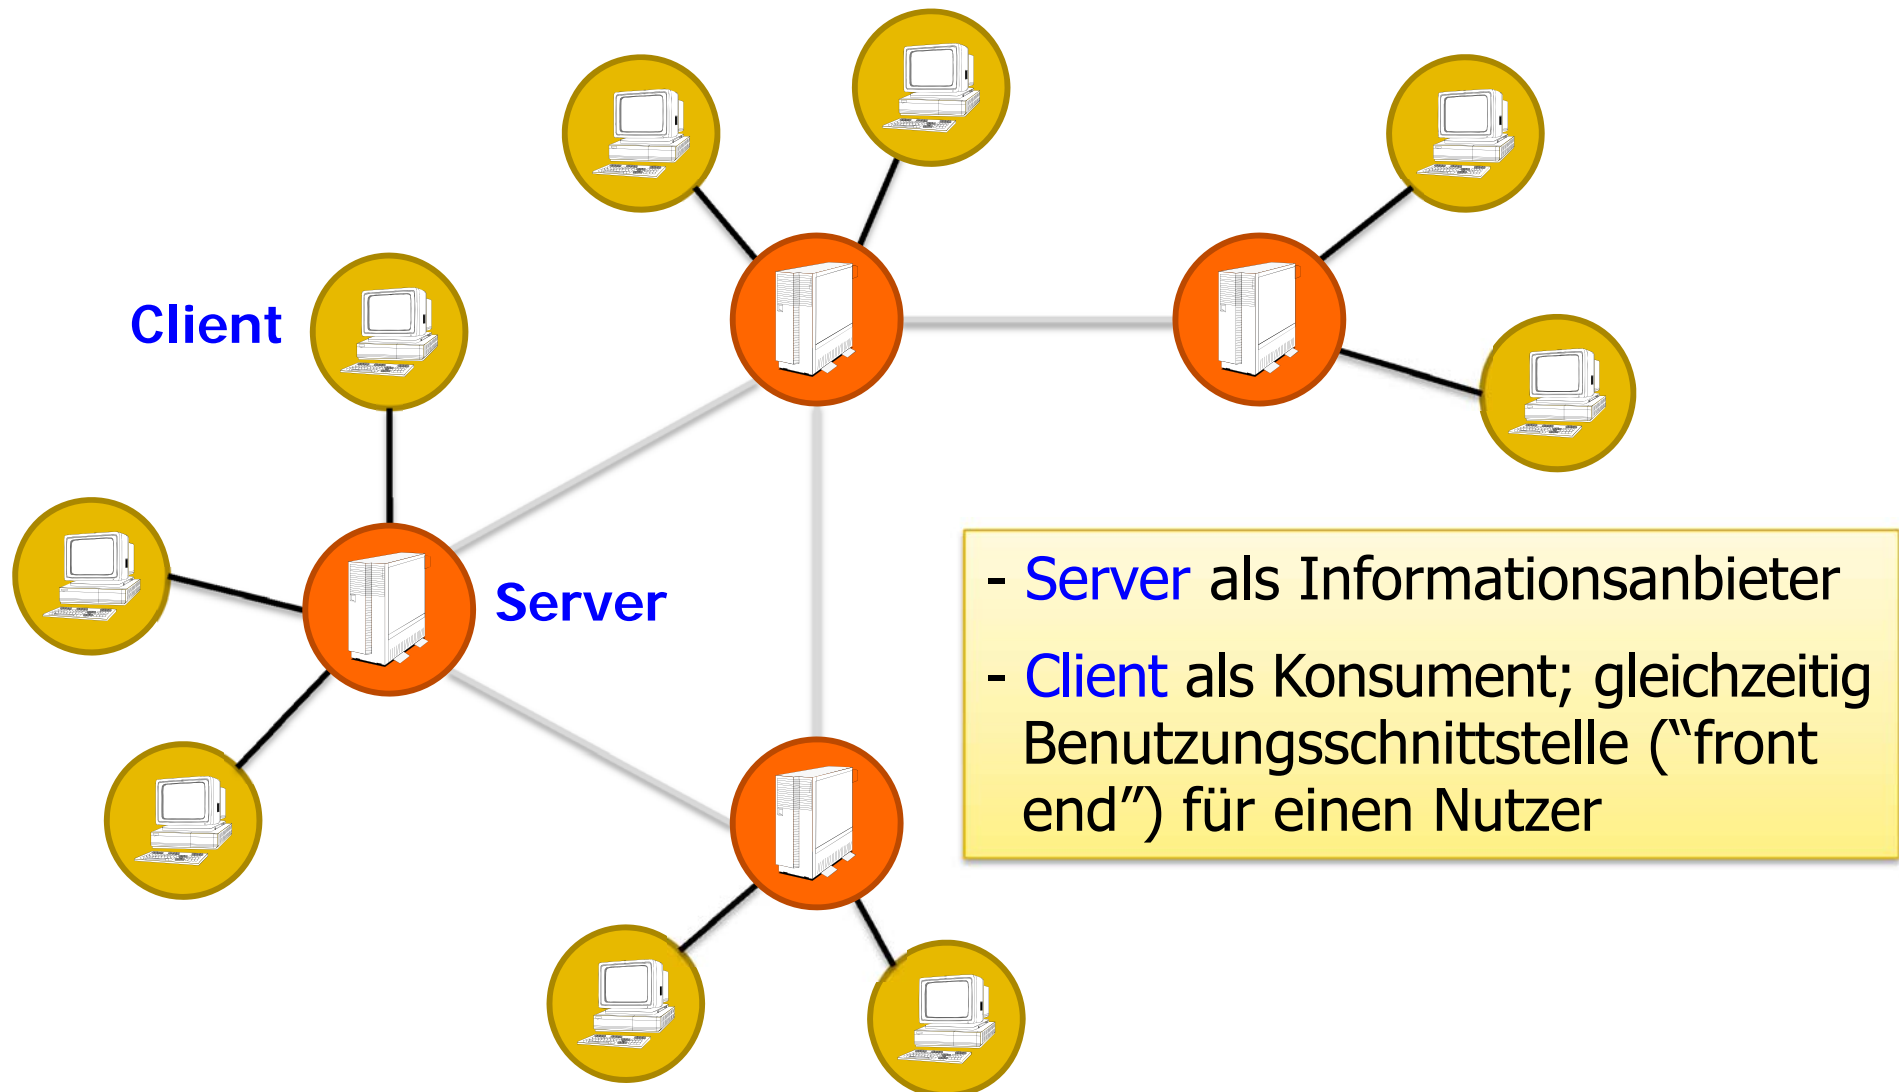 Client
Server
- Server als Informationsanbieter
- Client als Konsument; gleichzeitig
Benutzungsschnittstelle (“front
end”) für einen Nutzer